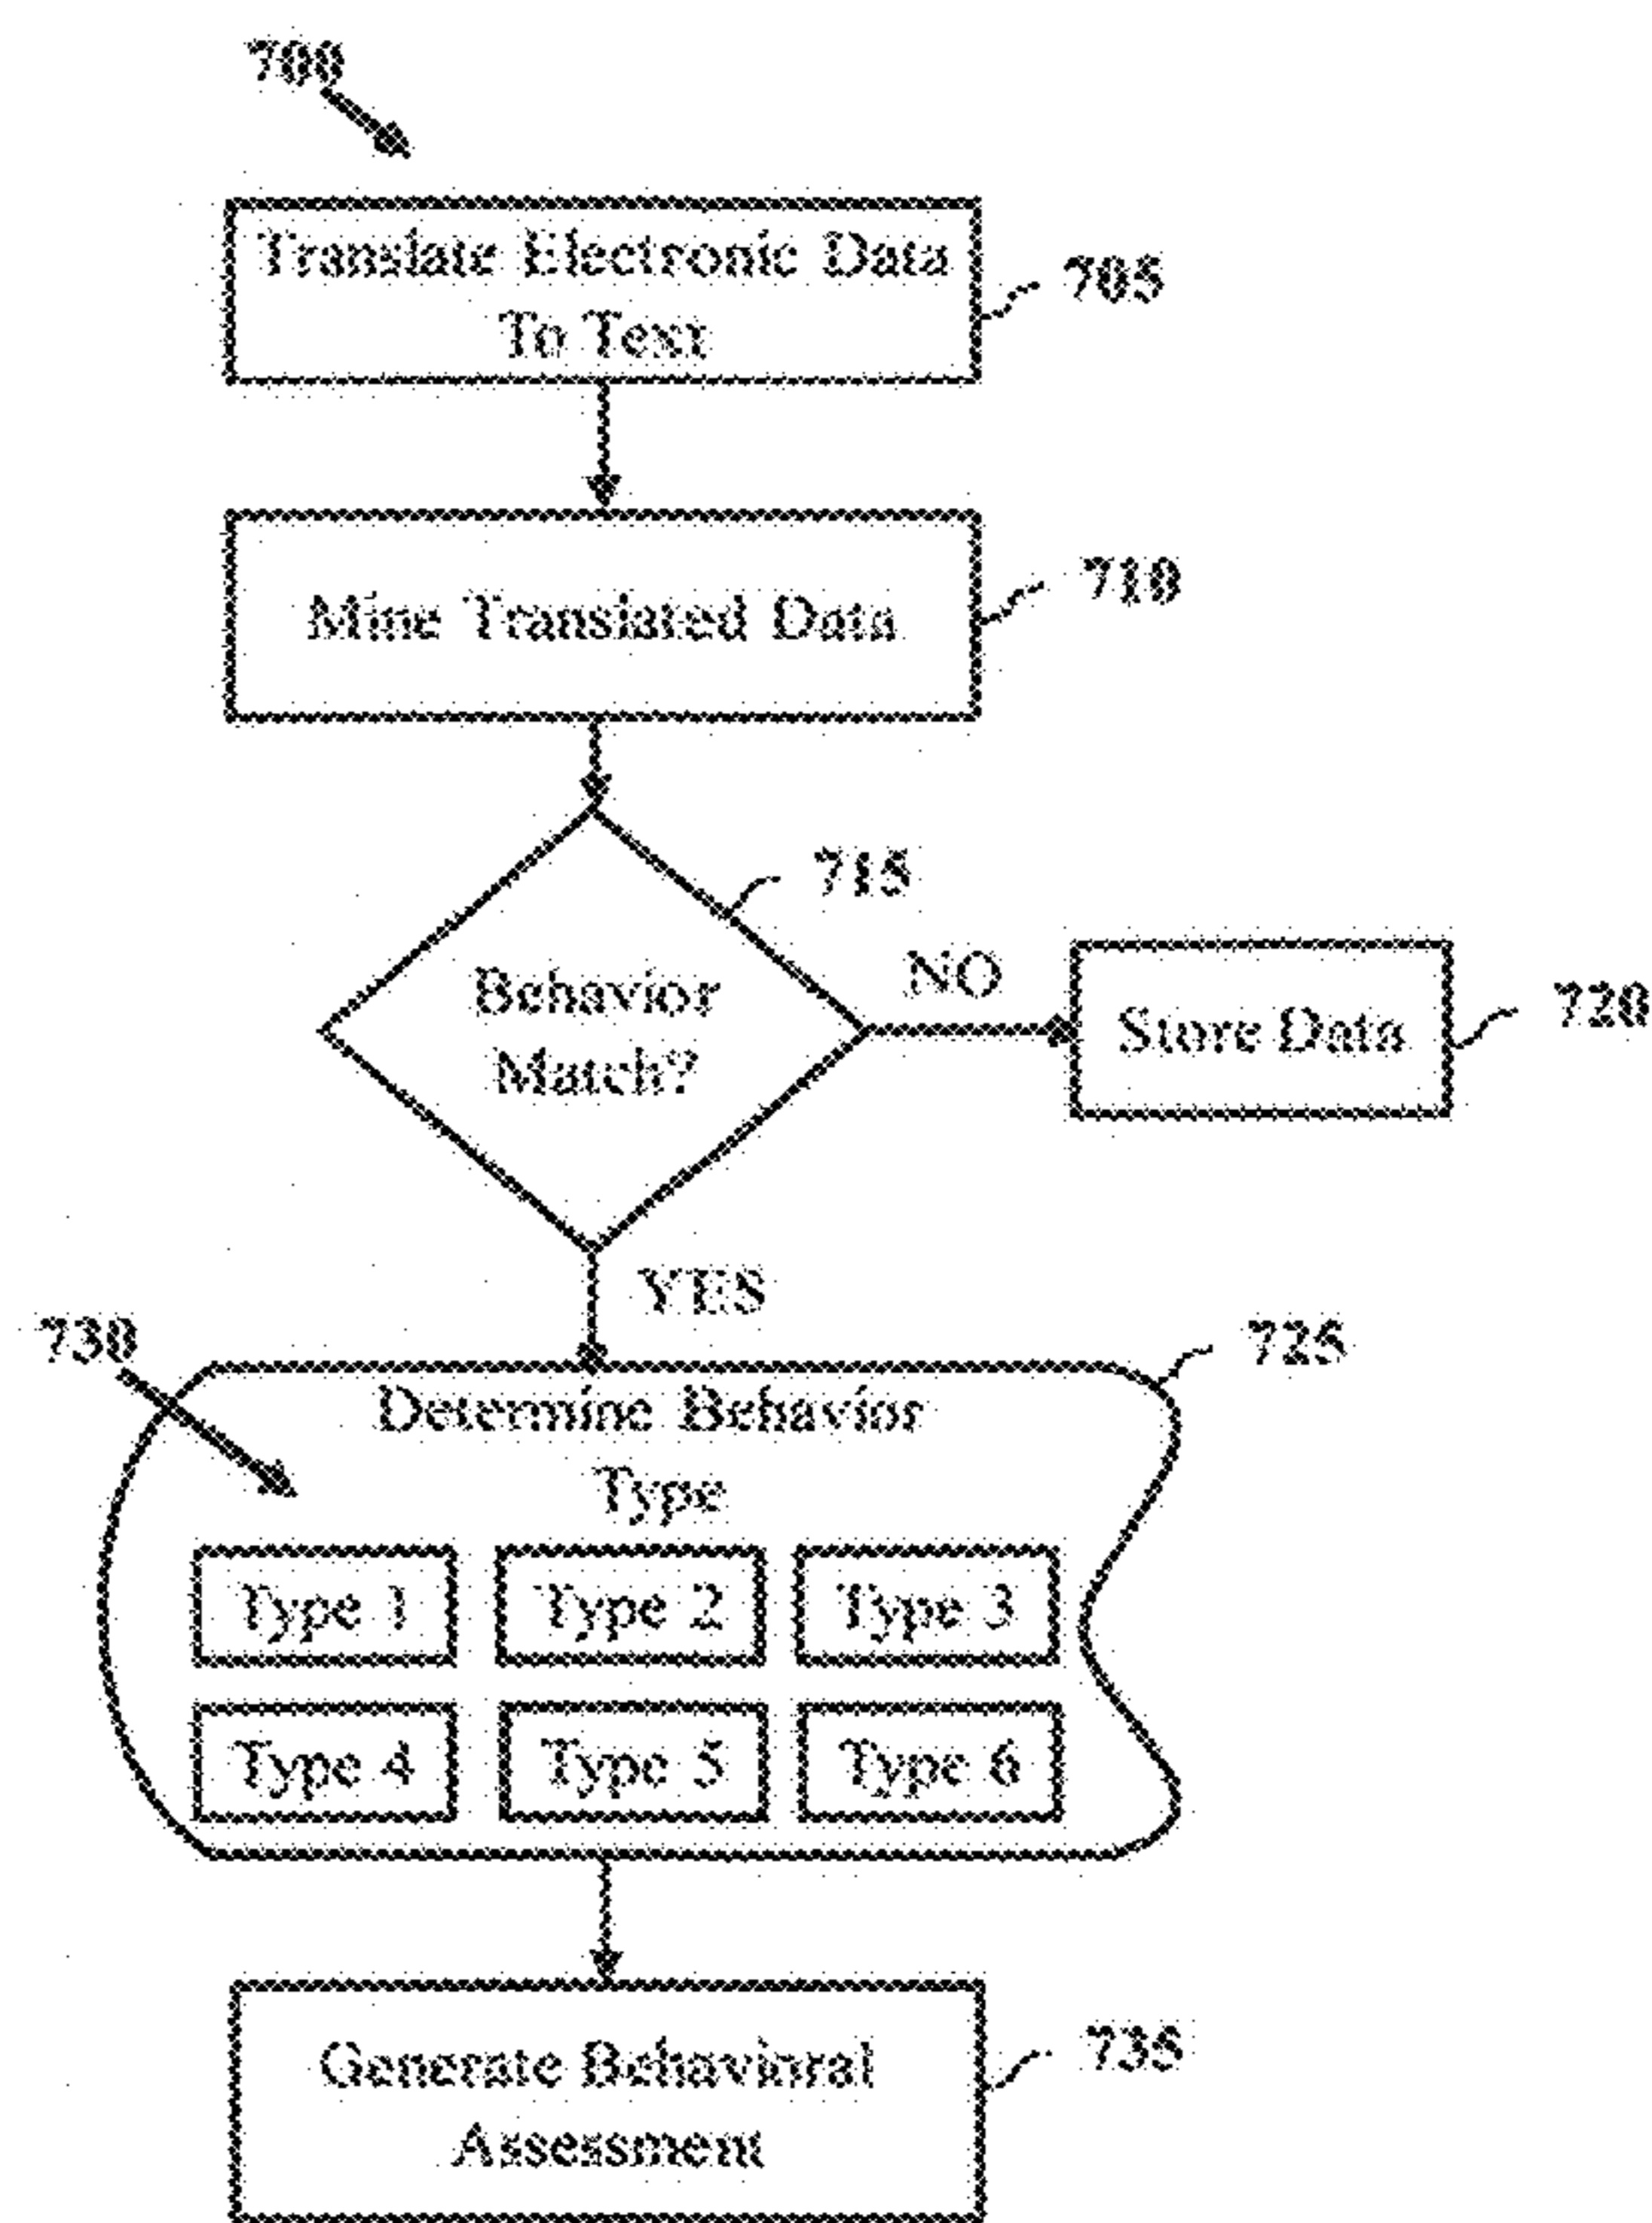 700
Translate Electronic Data
To Text
705
Mine Translated Data
710
715
Behavior
Match?
NO
Store Data
720
YES
730
725
Determine Behavior
Type
Type 1
Type 2
Type 3
Type 4
Type 5
Type 6
Generate Behavioral
Assessment
735